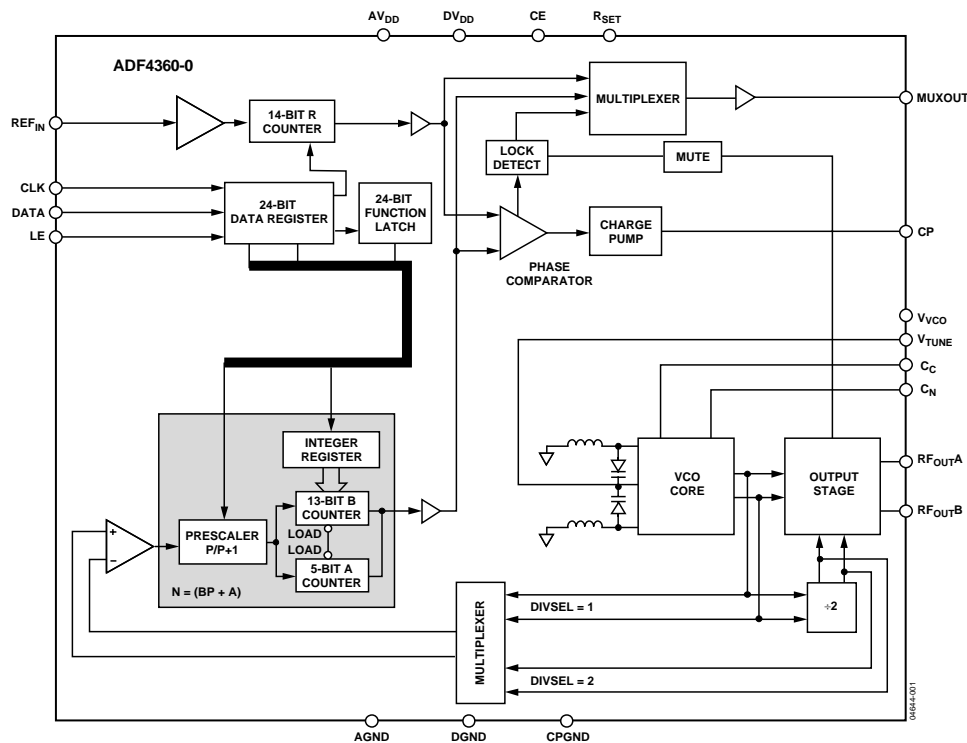 AVDD
DVDD
CE
RSET
ADF4360-0
REFIN
14-BIT R
COUNTER
MULTIPLEXER
MUXOUT
LOCK
DETECT
MUTE
CLK
DATA
LE
24-BIT
DATA REGISTER
24-BIT
FUNCTION
LATCH
CHARGE
PUMP
CP
PHASE
COMPARATOR
VVCO
VTUNE
CC
CN
INTEGER
REGISTER
VCO
CORE
OUTPUT
STAGE
RFOUTA
RFOUTB
13-BIT B
COUNTER
PRESCALER
P/P+1
LOAD
LOAD
5-BIT A
COUNTER
+
−
N = (BP + A)
MULTIPLEXER
DIVSEL = 1
÷2
DIVSEL = 2
04644-001
AGND
DGND
CPGND